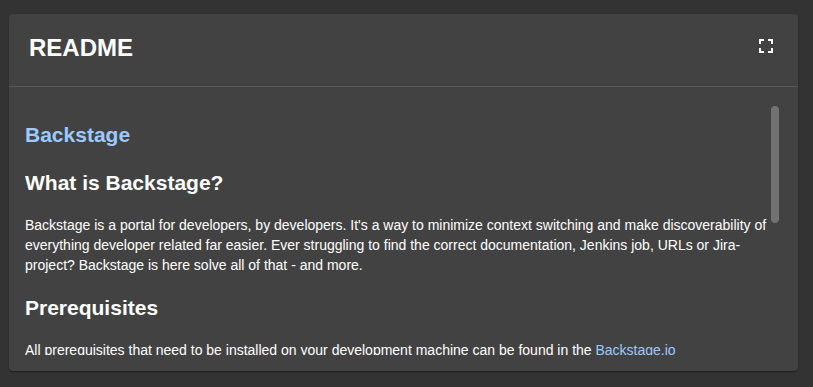 README
Backstage
What is Backstage?
Backstage is a portal for developers, by developers. It's a way to minimize context switching and make discoverability of
everything developer related far easier. Ever struggling to find the correct documentation, Jenkins job, URLs or Jira-
project? Backstage is here solve all of that - and more.
Prerequisites
All prerequisites that need to be installed on your development machine can be found in the Backstage.io